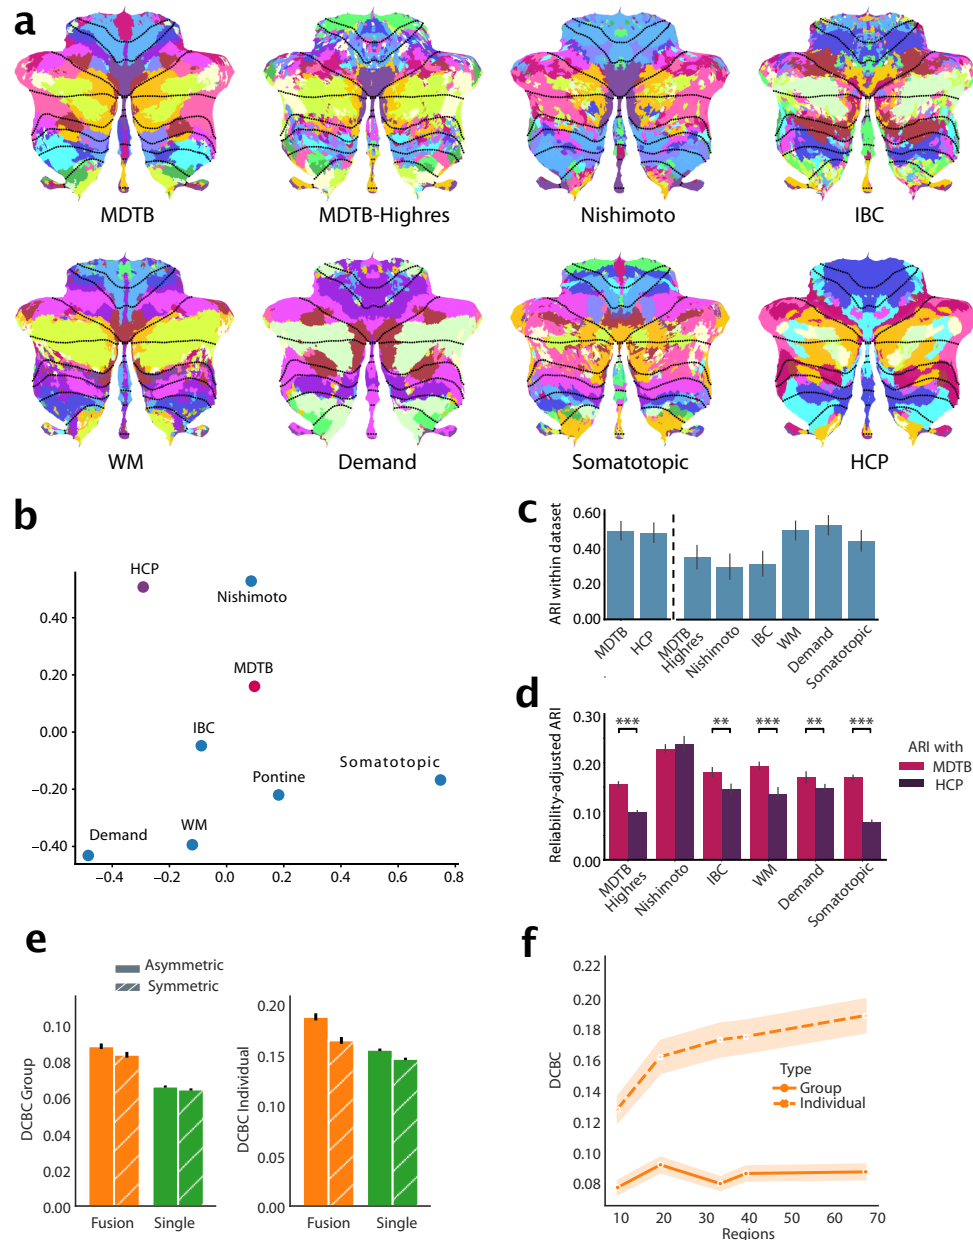 a
MDTB
MDTB-Highres
Nishimoto
IBC
WM
Demand
Somatotopic
HCP
b
HCP
Nishimoto
MDTB
IBC
Pontine
Somatotopic
Demand
WM
0.40
0.20
0.00
−0.20
−0.40
−0.4
−0.2
0.0
0.2
0.4
0.6
0.8
c
ARI within dataset
0.60
0.40
0.20
0.00
MDTB
HCP
MDTB
Highres
Nishimoto
IBC
WM
Demand
Somatotopic
d
Reliability-adjusted ARI
0.30
0.20
0.10
0.00
***
**
***
**
***
ARI with
MDTB
HCP
MDTB
Highres
Nishimoto
IBC
WM
Demand
Somatotopic
e
Asymmetric
Symmetric
DCBC Group
0.10
0.08
0.06
0.04
0.02
0.00
Fusion
Single
DCBC Individual
0.20
0.15
0.10
0.05
0.00
Fusion
Single
f
DCBC
0.22
0.20
0.18
0.16
0.14
0.12
0.10
0.08
Type
Group
Individual
10
20
30
40
50
60
70
Regions